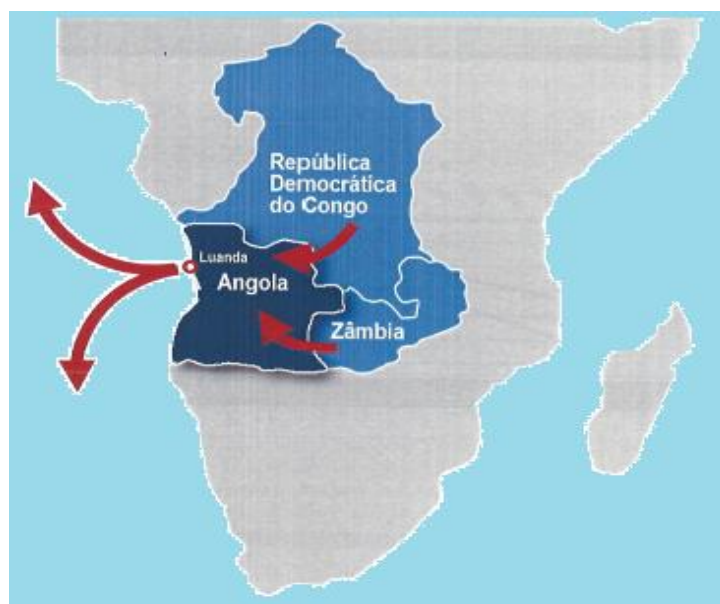 República
Democrática
do Congo
Luanda
Angola
Zâmbia